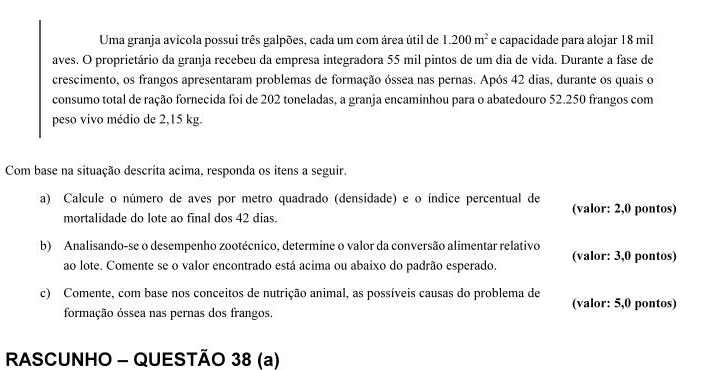 Uma granja avícola possui três galpões, cada um com área útil de 1.200 m² e capacidade para alojar 18 mil
aves. O proprietário da granja recebeu da empresa integradora 55 mil pintos de um dia de vida. Durante a fase de
crescimento, os frangos apresentaram problemas de formação óssea nas pernas. Após 42 dias, durante os quais o
consumo total de ração fornecida foi de 202 toneladas, a granja encaminhou para o abatedouro 52.250 frangos com
peso vivo médio de 2,15 kg.
Com base na situação descrita acima, responda os itens a seguir.
a) Calcule o número de aves por metro quadrado (densidade) e o índice percentual de
mortalidade do lote ao final dos 42 dias.
(valor: 2,0 pontos)
b) Analisando-se o desempenho zootécnico, determine o valor da conversão alimentar relativo
ao lote. Comente se o valor encontrado está acima ou abaixo do padrão esperado.
(valor: 3,0 pontos)
c) Comente, com base nos conceitos de nutrição animal, as possíveis causas do problema de
formação óssea nas pernas dos frangos.
(valor: 5,0 pontos)
RASCUNHO – QUESTÃO 38 (a)